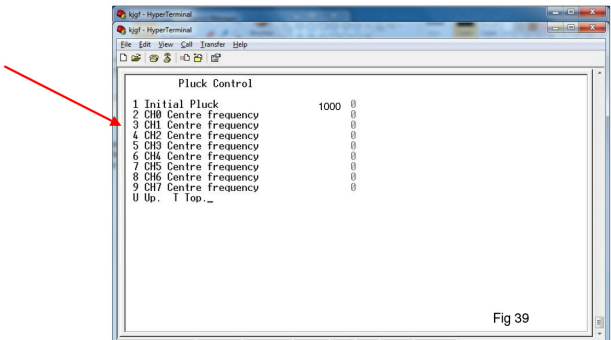 kjgf - HyperTerminal
kjgf - HyperTerminal
File Edit View Call Transfer Help
Pluck Control
1 Initial Pluck 1000 0
2 CH0 Centre frequency 0
3 CH1 Centre frequency 0
4 CH2 Centre frequency 0
5 CH3 Centre frequency 0
6 CH4 Centre frequency 0
7 CH5 Centre frequency 0
8 CH6 Centre frequency 0
9 CH7 Centre frequency 0
U Up. T Top._
Fig 39